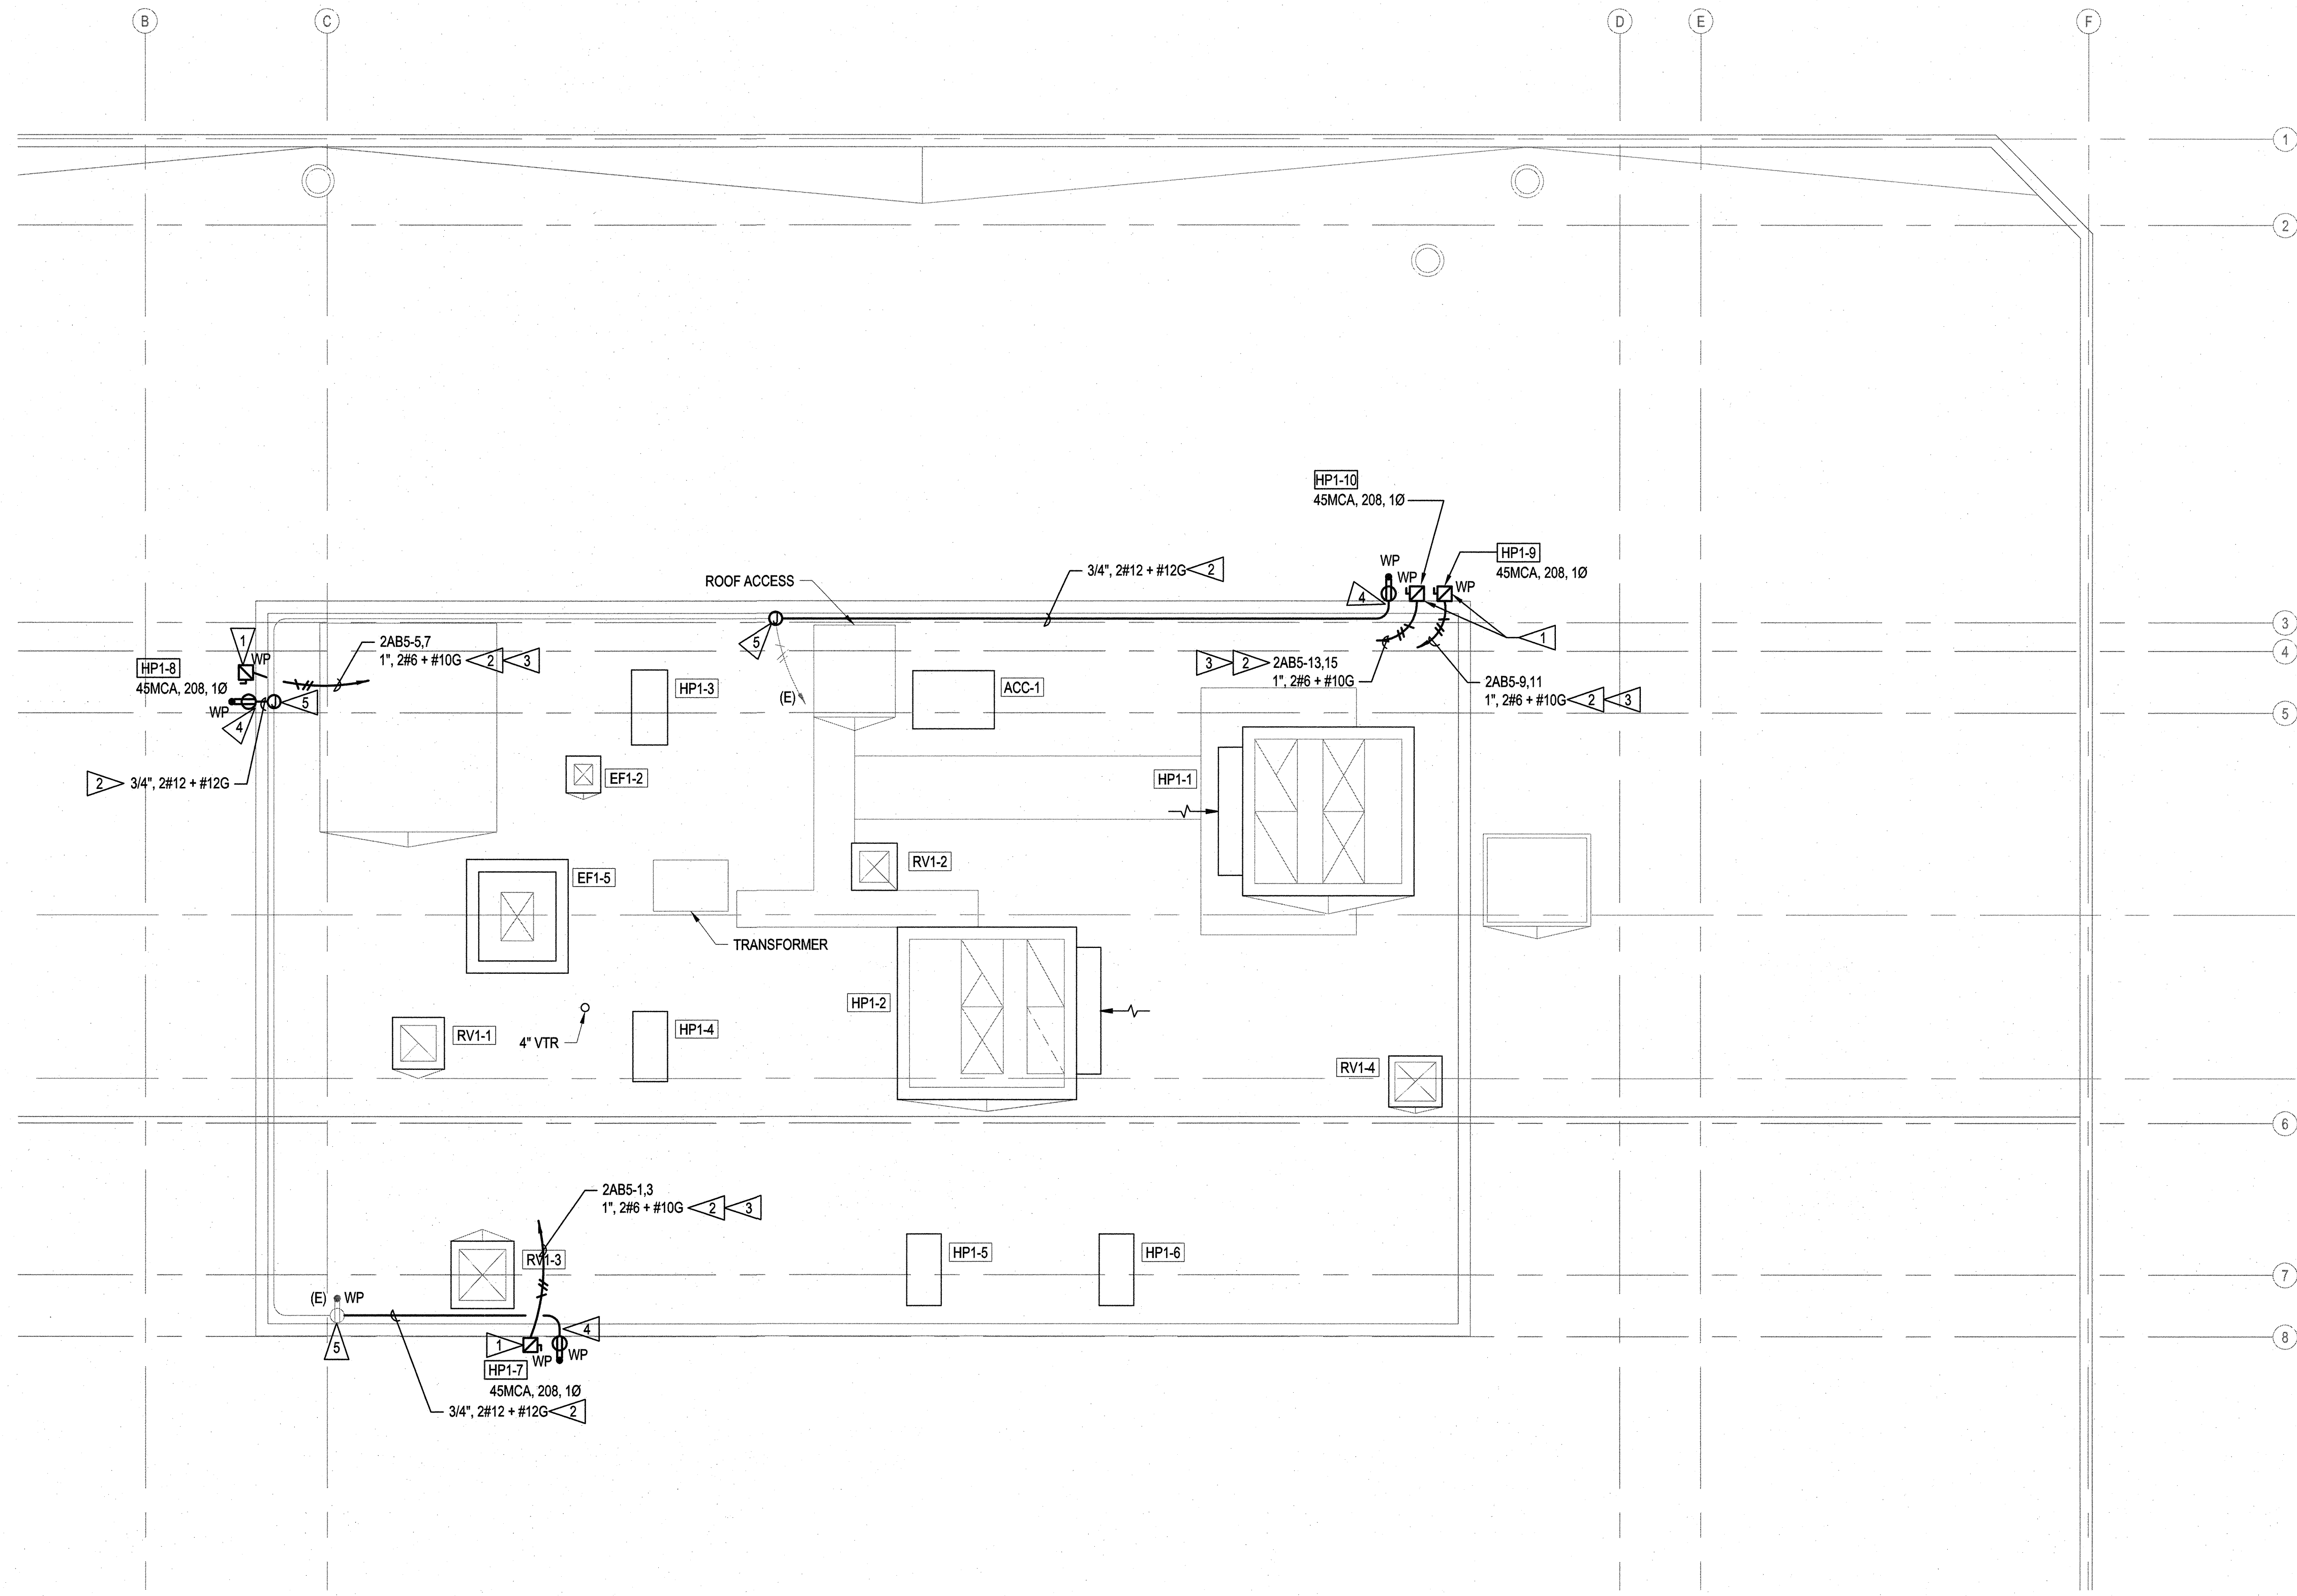 B
C
D
E
F
1
2
HP1-10
45MCA, 208, 1Ø
HP1-9
45MCA, 208, 1Ø
WP
WP
WP
ROOF ACCESS
3/4", 2#12 + #12G 2
4
5
1
3
4
5
1
WP
HP1-8
45MCA, 208, 1Ø
2AB5-5,7
1", 2#6 + #10G 2 3
5
WP
4
2 3/4", 2#12 + #12G
(E)
HP1-3
ACC-1
3 2 2AB5-13,15
1", 2#6 + #10G
2AB5-9,11
1", 2#6 + #10G 2 3
EF1-2
HP1-1
RV1-2
EF1-5
TRANSFORMER
HP1-2
HP1-4
RV1-1
4" VTR
RV1-4
6
2AB5-1,3
1", 2#6 + #10G 2 3
RV1-3
HP1-5
HP1-6
7
(E) WP
5
4
1
WP
WP
8
HP1-7
45MCA, 208, 1Ø
3/4", 2#12 + #12G 2